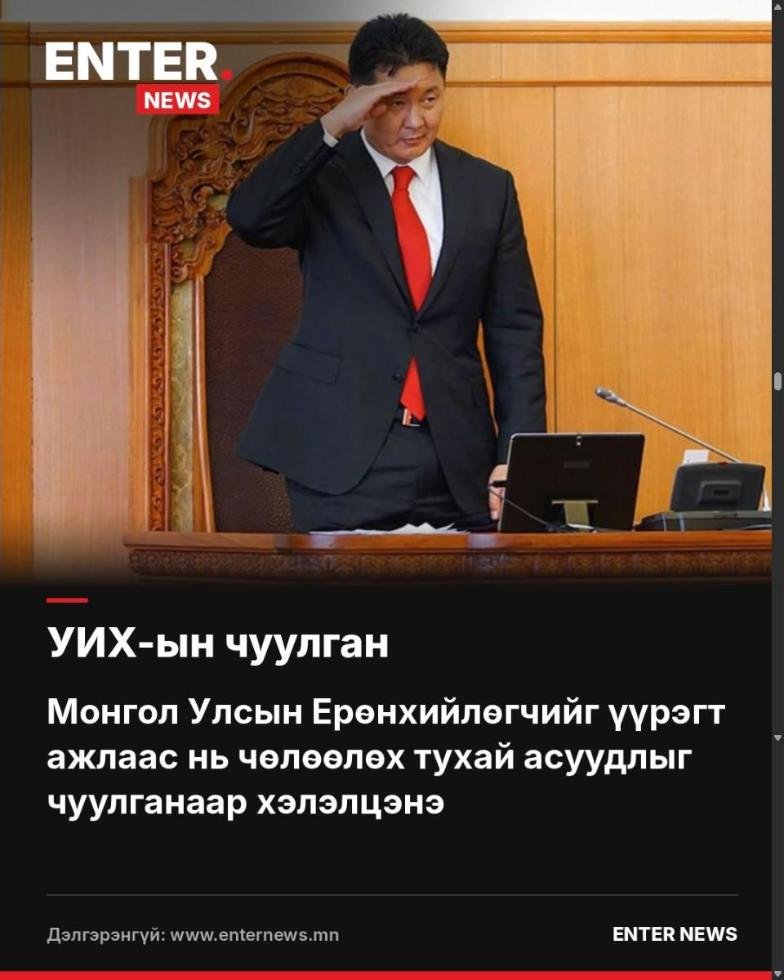 ENTER.
NEWS
УИХ-ын чуулган
Монгол Улсын Ерөнхийлөгчийг үүрэгт
ажлаас нь чөлөөлөх тухай асуудлыг
чуулганаар хэлэлцэнэ
Дэлгэрэнгүй: www.enternews.mn
ENTER NEWS